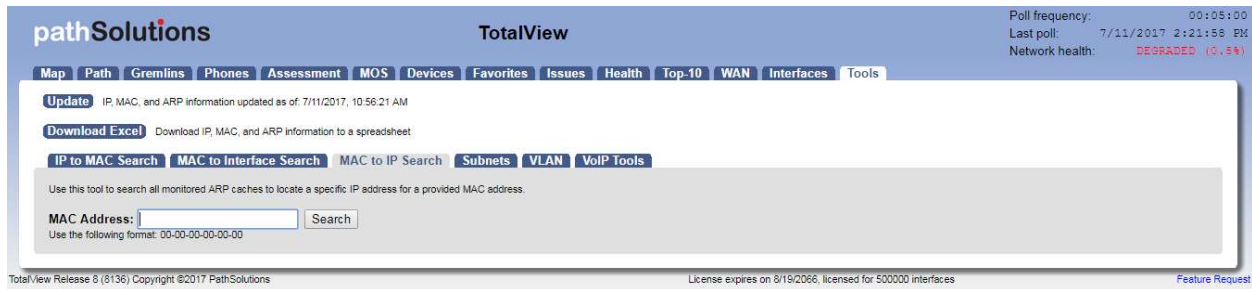 pathSolutions
TotalView
Poll frequency: 00:05:00
Last poll: 7/11/2017 2:21:58 PM
Network health: DEGRADED (0.5%)
Map Path Gremlins Phones Assessment MOS Devices Favorites Issues Health Top-10 WAN Interfaces Tools
Update IP, MAC, and ARP information updated as of: 7/11/2017, 10:56:21 AM
Download Excel Download IP, MAC, and ARP information to a spreadsheet
IP to MAC Search MAC to Interface Search MAC to IP Search Subnets VLAN VoIP Tools
Use this tool to search all monitored ARP caches to locate a specific IP address for a provided MAC address.
MAC Address: Search
Use the following format: 00-00-00-00-00-00
TotalView Release 8 (8136) Copyright ©2017 PathSolutions License expires on 8/19/2066, licensed for 500000 interfaces Feature Request